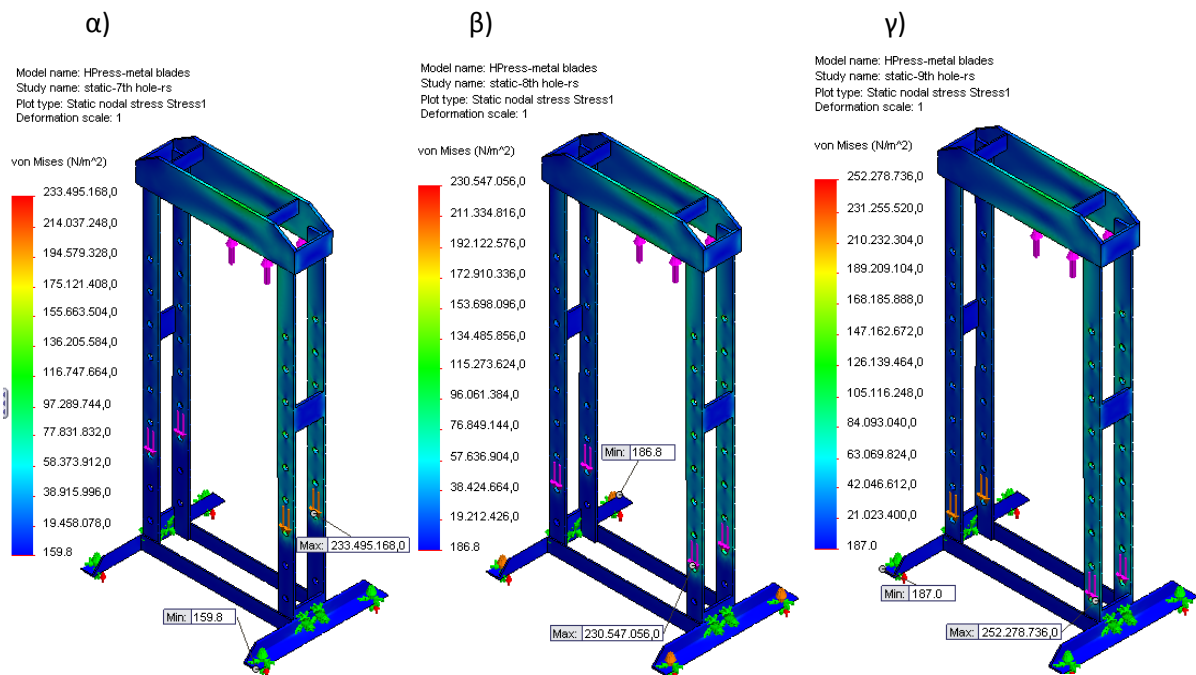 α)
Model name: HPress-metal blades
Study name: static-7th hole-rs
Plot type: Static nodal stress Stress1
Deformation scale: 1
von Mises (N/m^2)
233.495.168,0
214.037.248,0
194.579.328,0
175.121.408,0
155.663.504,0
136.205.584,0
116.747.664,0
97.289.744,0
77.831.832,0
58.373.912,0
38.915.996,0
19.458.078,0
159.8
Max: 233.495.168,0
Min: 159.8
β)
Model name: HPress-metal blades
Study name: static-8th hole-rs
Plot type: Static nodal stress Stress1
Deformation scale: 1
von Mises (N/m^2)
230.547.056,0
211.334.816,0
192.122.576,0
172.910.336,0
153.698.096,0
134.485.856,0
115.273.624,0
96.061.384,0
76.849.144,0
57.636.904,0
38.424.664,0
19.212.426,0
186.8
Min: 186.8
Max: 230.547.056,0
γ)
Model name: HPress-metal blades
Study name: static-9th hole-rs
Plot type: Static nodal stress Stress1
Deformation scale: 1
von Mises (N/m^2)
252.278.736,0
231.255.520,0
210.232.304,0
189.209.104,0
168.185.888,0
147.162.672,0
126.139.464,0
105.116.248,0
84.093.040,0
63.069.824,0
42.046.612,0
21.023.400,0
187.0
Min: 187.0
Max: 252.278.736,0